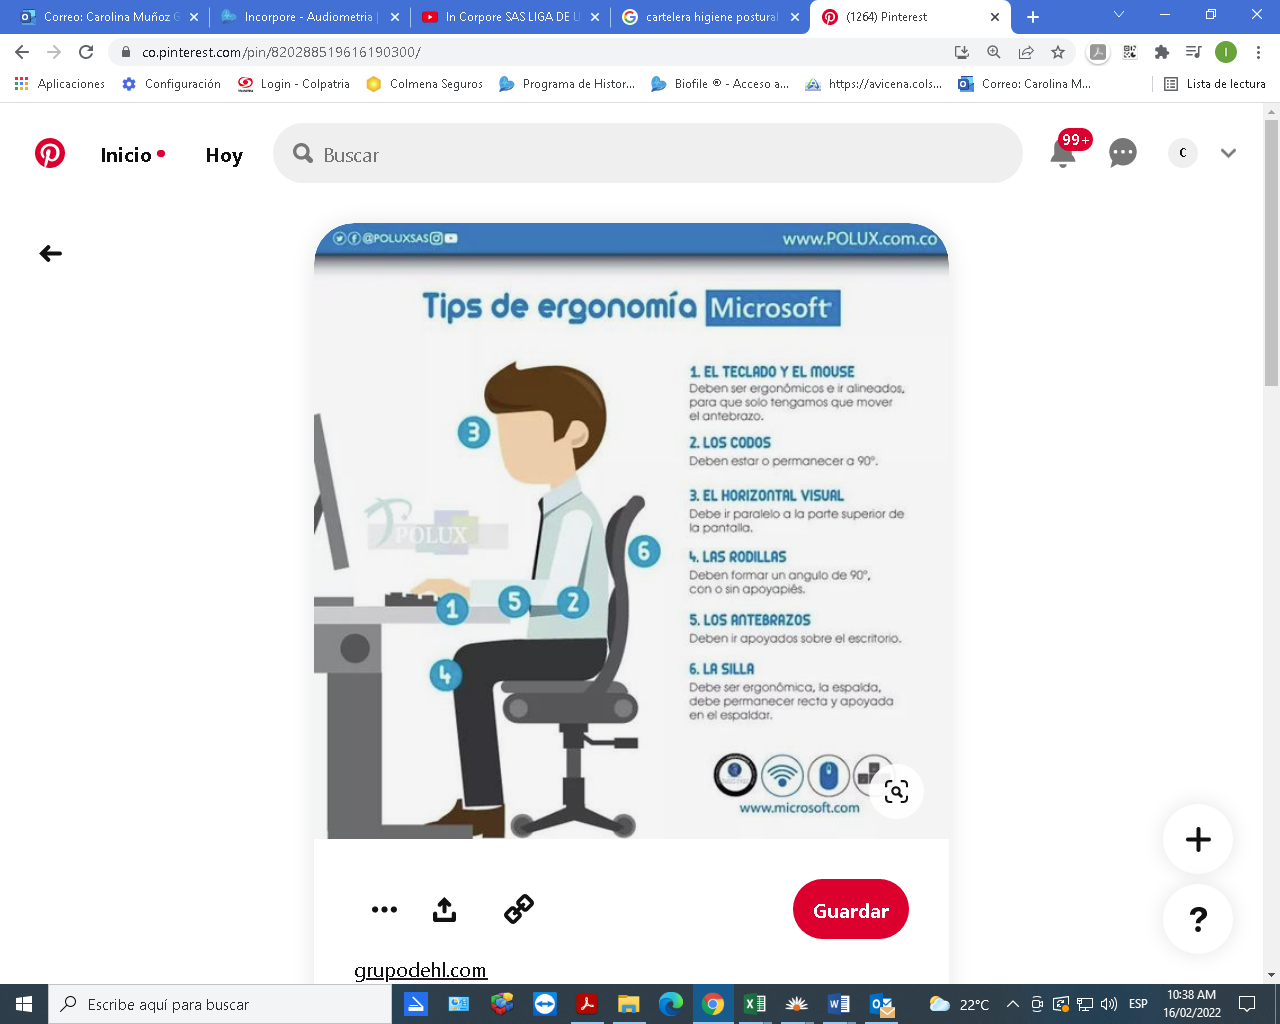 Correo: Carolina Muñoz G
Incorpore - Audiometria
In Corpore SAS LIGA DE U
cartelera higiene postural
(1264) Pinterest
co.pinterest.com/pin/820288519616190300/
I
Aplicaciones
Configuración
Login - Colpatria
Colmena Seguros
Programa de Histor...
Biofile ® - Acceso a...
https://avicena.cols...
Correo: Carolina M...
Lista de lectura
Inicio
Hoy
Buscar
99+
C
@POLUXSAS
www.POLUX.com.co
Tips de ergonomía Microsoft
1. EL TECLADO Y EL MOUSE
Deben ser ergonómicos e ir alineados,
para que solo tengamos que mover
el antebrazo.
2. LOS CODOS
Deben estar o permanecer a 90°.
3. EL HORIZONTAL VISUAL
Debe ir paralelo a la parte superior de
la pantalla.
4. LAS RODILLAS
Deben formar un angulo de 90°,
con o sin apoyapiés.
5. LOS ANTEBRAZOS
Deben ir apoyados sobre el escritorio.
6. LA SILLA
Debe ser ergonómica, la espalda,
debe permanecer recta y apoyada
en el espaldar.
3
POLUX
6
1
5
2
4
www.microsoft.com
Guardar
grupodehl.com
Escribe aquí para buscar
22°C
ESP
10:38 AM
16/02/2022